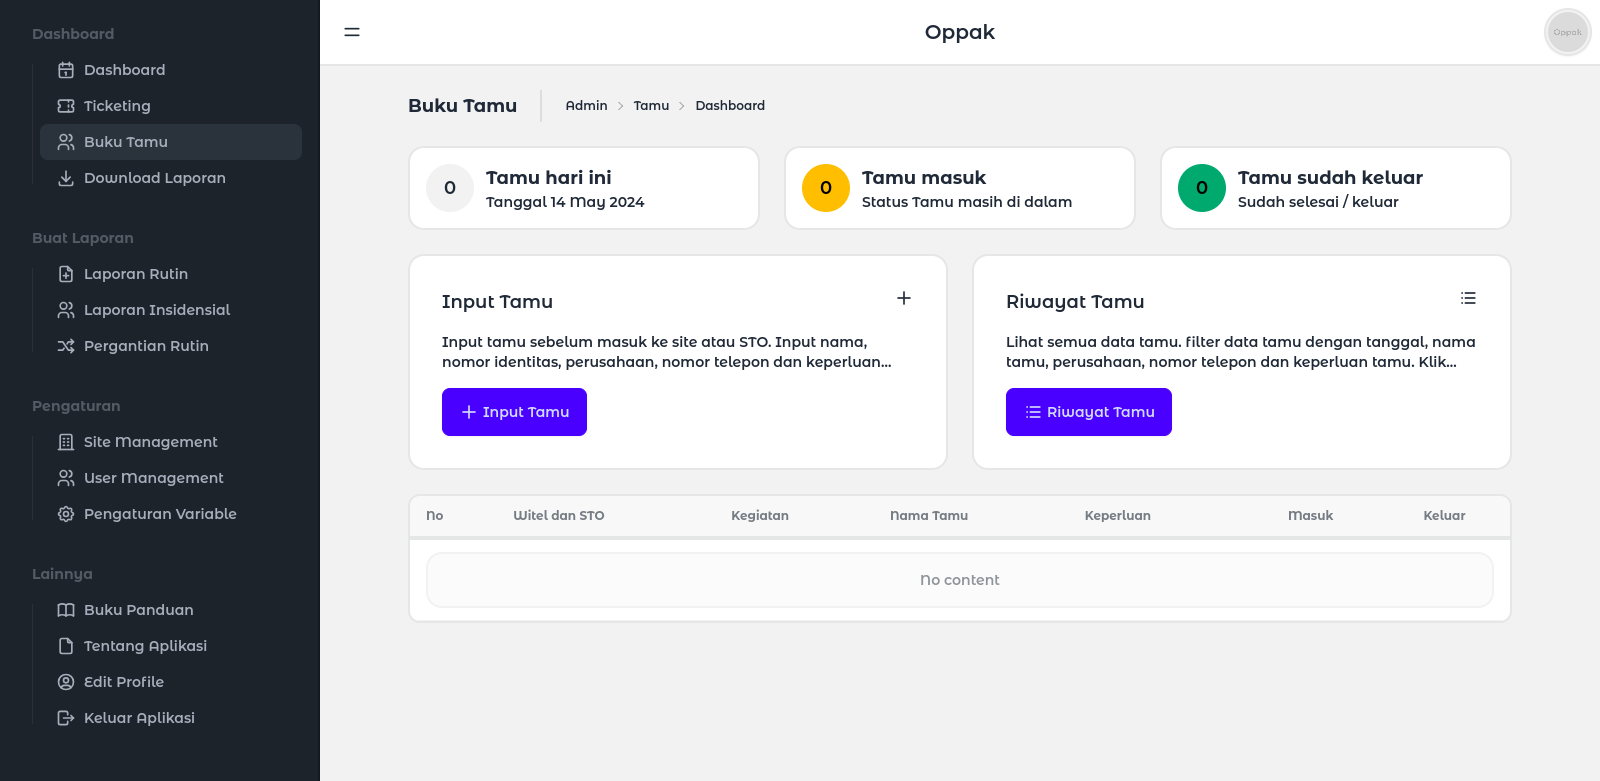 Dashboard
Dashboard
Ticketing
Buku Tamu
Download Laporan
Buat Laporan
Laporan Rutin
Laporan Insidensial
Pergantian Rutin
Pengaturan
Site Management
User Management
Pengaturan Variable
Lainnya
Buku Panduan
Tentang Aplikasi
Edit Profile
Keluar Aplikasi
Oppak
Oppak
Buku Tamu
Admin > Tamu > Dashboard
0
Tamu hari ini
Tanggal 14 May 2024
0
Tamu masuk
Status Tamu masih di dalam
0
Tamu sudah keluar
Sudah selesai / keluar
Input Tamu
Input tamu sebelum masuk ke site atau STO. Input nama,
nomor identitas, perusahaan, nomor telepon dan keperluan...
Input Tamu
Riwayat Tamu
Lihat semua data tamu. filter data tamu dengan tanggal, nama
tamu, perusahaan, nomor telepon dan keperluan tamu. Klik...
Riwayat Tamu
No Witel dan STO Kegiatan Nama Tamu Keperluan Masuk Keluar
No content